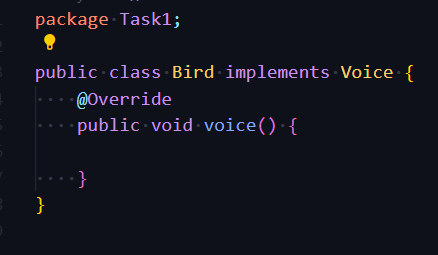 package Task1;
public class Bird implements Voice {
@Override
public void voice() {
}
}